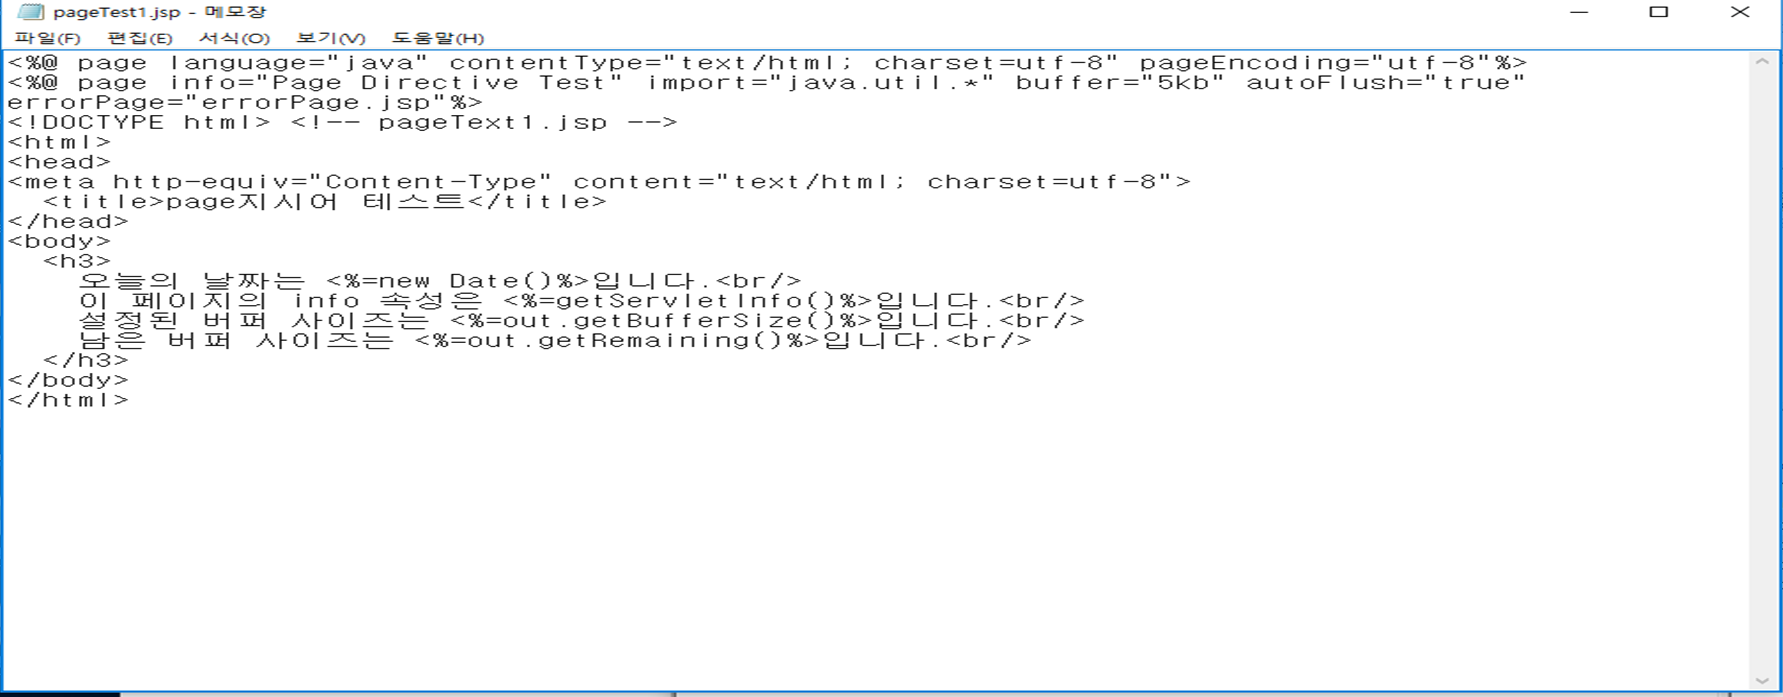 pageTest1.jsp - 메모장
파일(F) 편집(E) 서식(O) 보기(V) 도움말(H)
<%@ page language="java" contentType="text/html; charset=utf-8" pageEncoding="utf-8"%>
<%@ page info="Page Directive Test" import="java.util.*" buffer="5kb" autoFlush="true"
errorPage="errorPage.jsp"%>
<!DOCTYPE html> <!-- pageText1.jsp -->
<html>
<head>
<meta http-equiv="Content-Type" content="text/html; charset=utf-8">
  <title>page지시어 테스트</title>
</head>
<body>
  <h3>
    오늘의 날짜는 <%=new Date()%>입니다.<br/>
    이 페이지의 info 속성은 <%=getServletInfo()%>입니다.<br/>
    설정된 버퍼 사이즈는 <%=out.getBufferSize()%>입니다.<br/>
    남은 버퍼 사이즈는 <%=out.getRemaining()%>입니다.<br/>
  </h3>
</body>
</html>